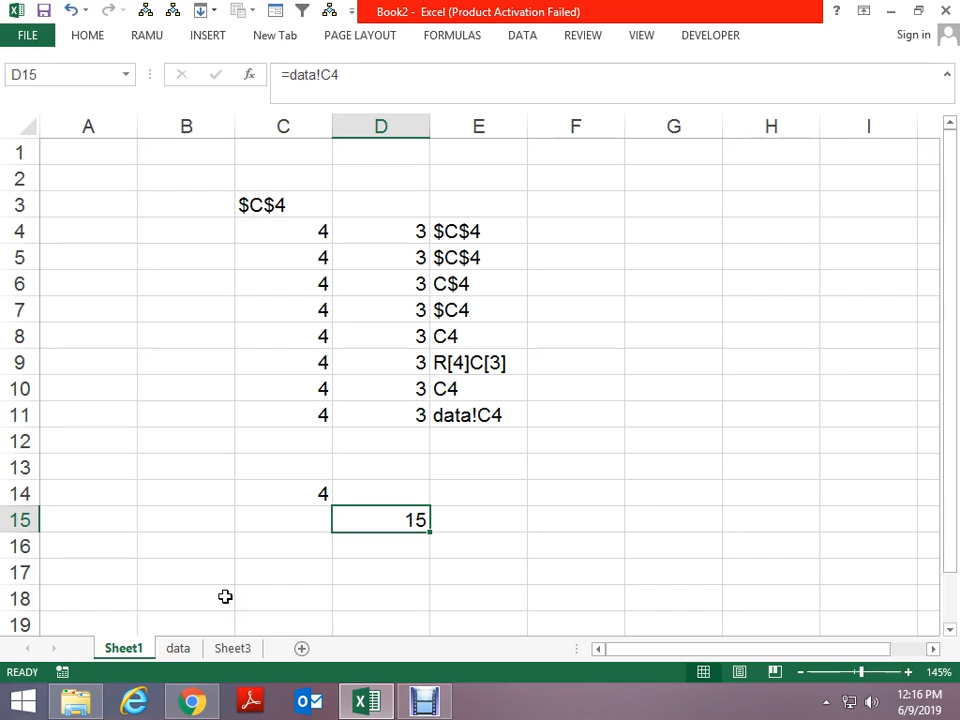 Book2 - Excel (Product Activation Failed)
?
FILE HOME RAMU INSERT New Tab PAGE LAYOUT FORMULAS DATA REVIEW VIEW DEVELOPER Sign in
D15 fx =data!C4
A B C D E F G H I
1
2
3 $C$4
4 4 3 $C$4
5 4 3 $C$4
6 4 3 C$4
7 4 3 $C4
8 4 3 C4
9 4 3 R[4]C[3]
10 4 3 C4
11 4 3 data!C4
12
13
14 4
15 15
16
17
18
19
Sheet1 data Sheet3
READY 145%
12:16 PM
6/9/2019